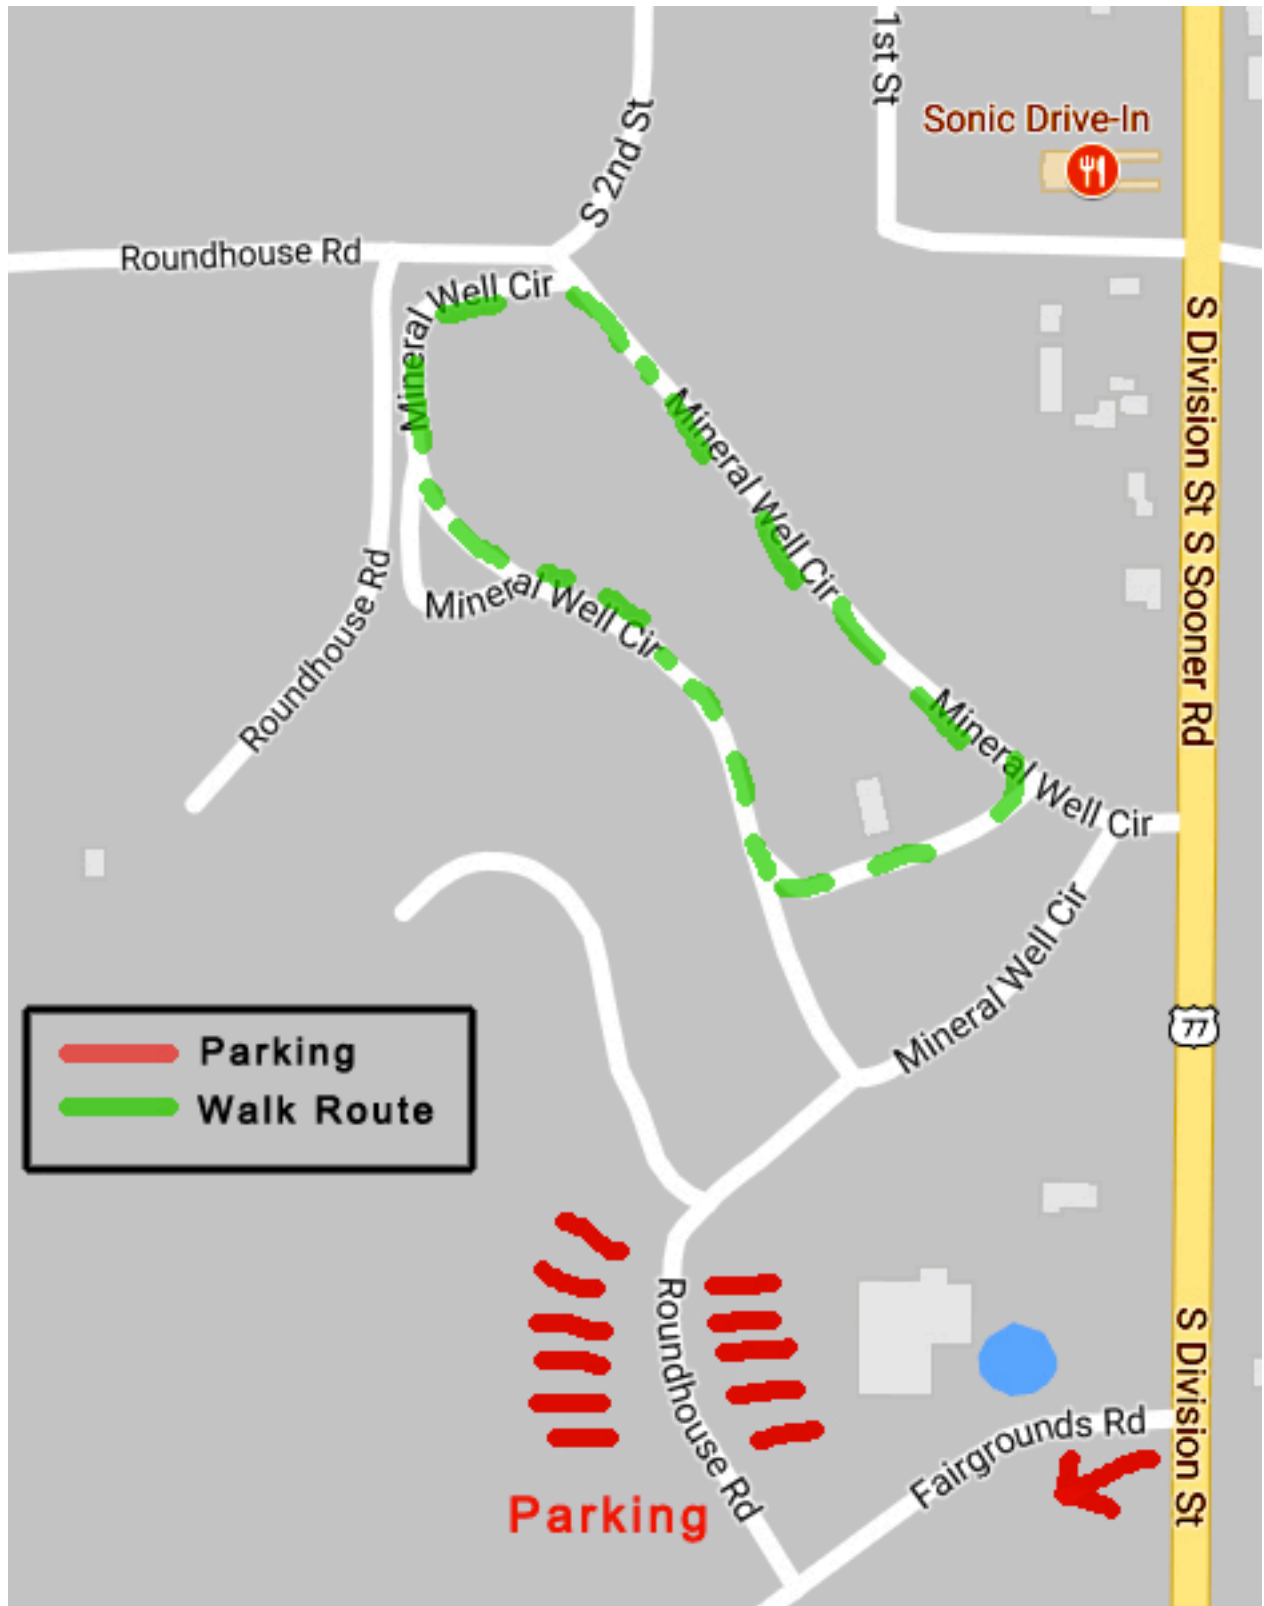 1st St
Sonic Drive-In
S 2nd St
Roundhouse Rd
Mineral Well Cir
Mineral Well Cir
S Division St
S Sooner Rd
Roundhouse Rd
Mineral Well Cir
Mineral Well Cir
Mineral Well Cir
77
Parking
Walk Route
Roundhouse Rd
S Division St
Fairgrounds Rd
Parking